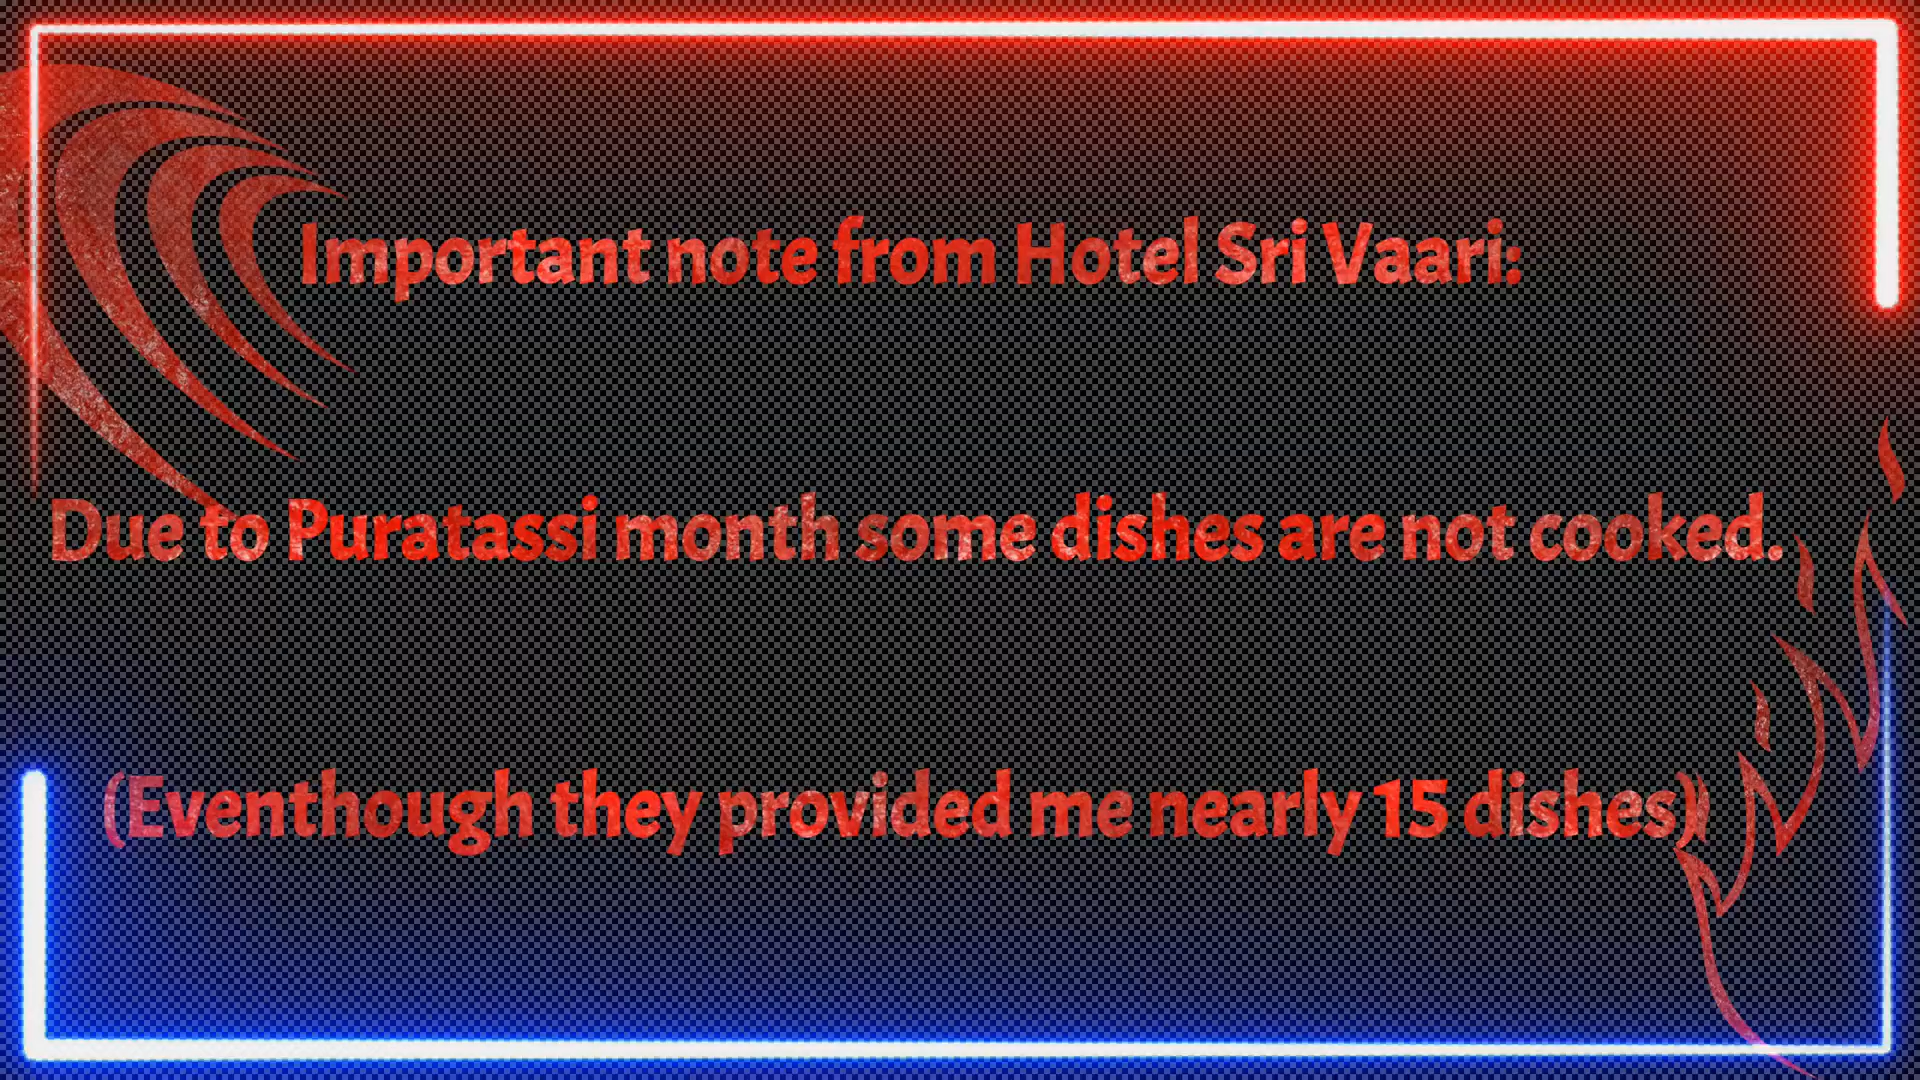 Important note from Hotel Sri Vaari:
Due to Puratassi month some dishes are not cooked.
(Eventhough they provided me nearly 15 dishes)